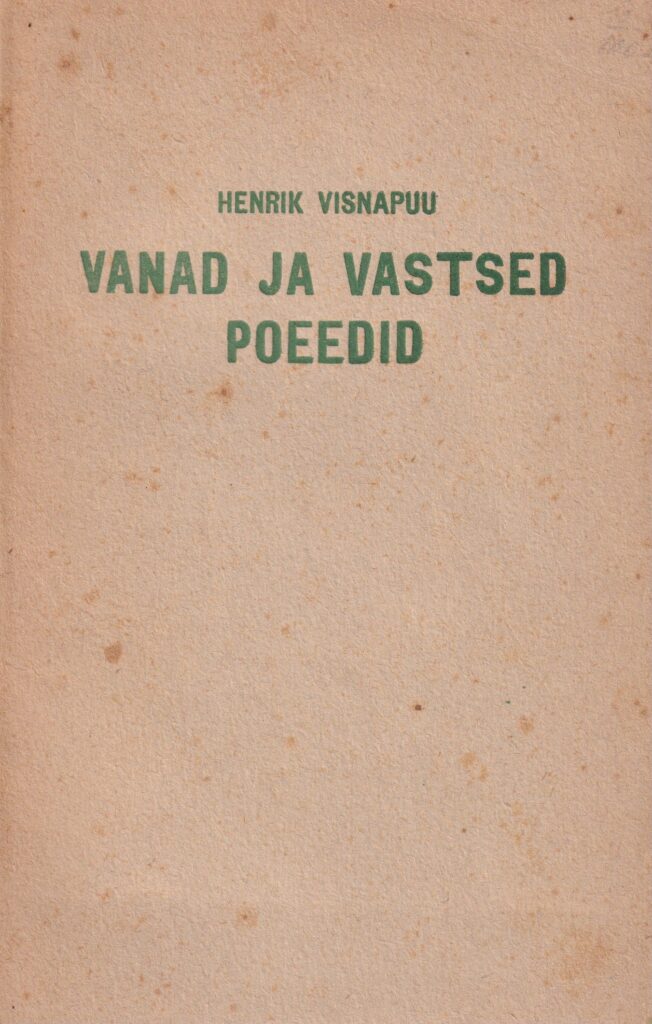 HENRIK VISNAPUU
VANAD JA VASTSED
POEEDID